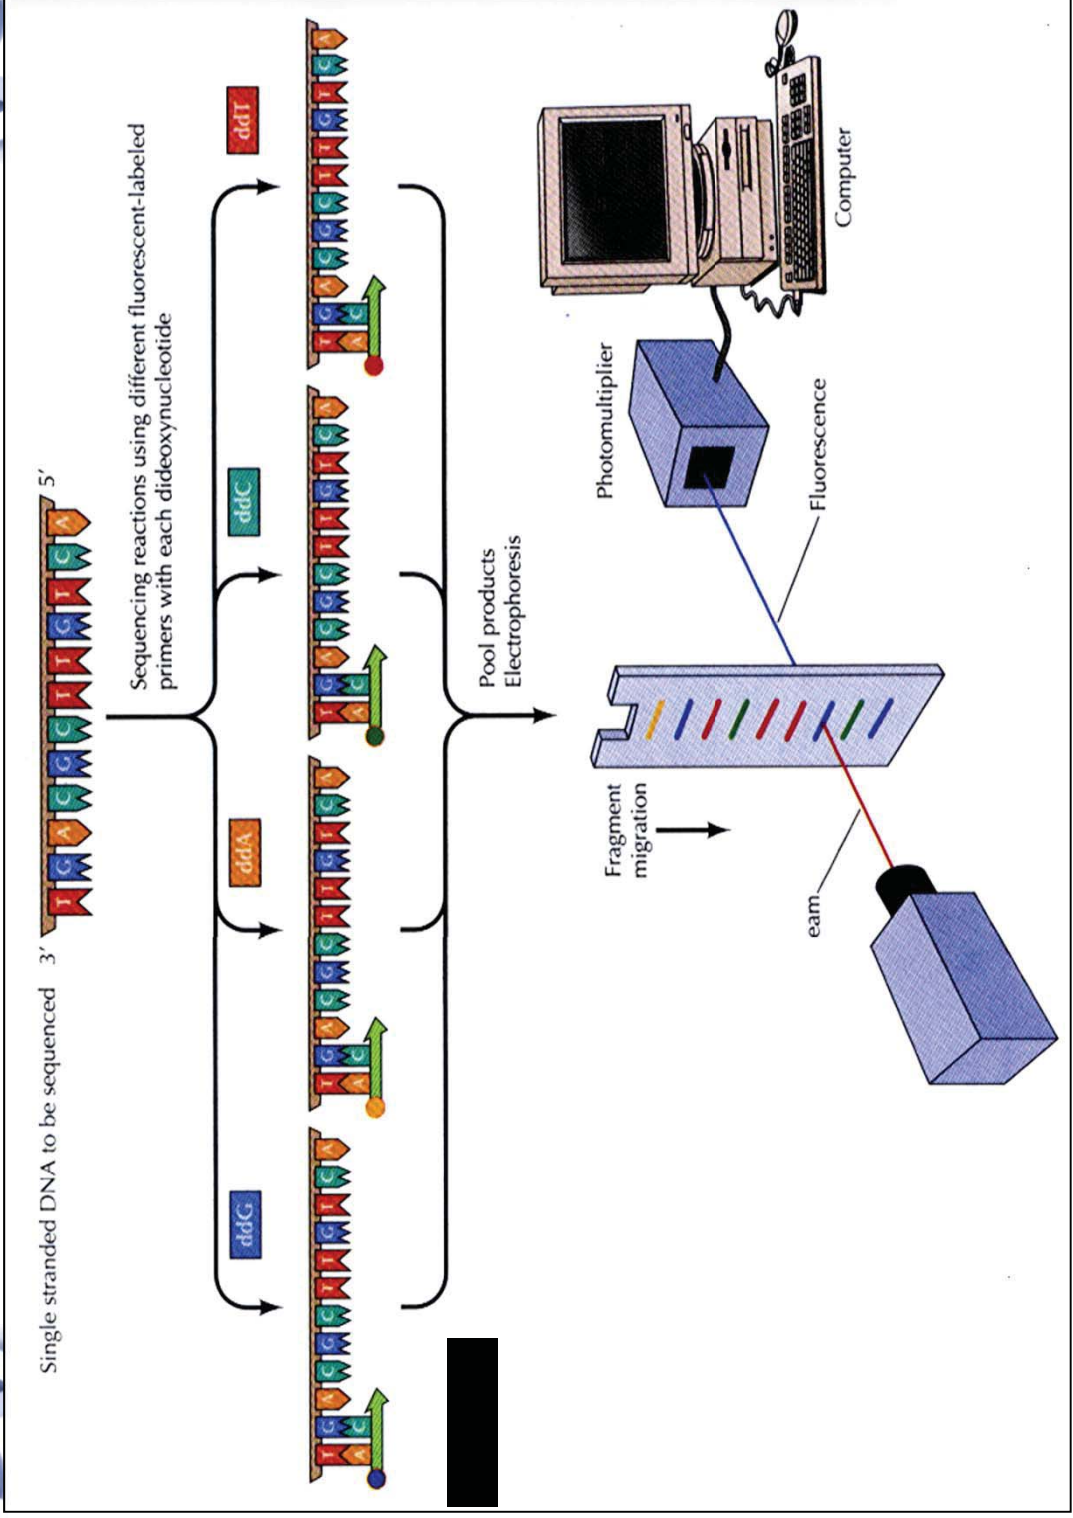 Single stranded DNA to be sequenced 3′ T G A C G C T T G T C A 5′
Sequencing reactions using different fluorescent-labeled
primers with each dideoxynucleotide
ddG ddA ddC ddT
T G A C G C T T G T C A T G A C G C T T G T C A T G A C G C T T G T C A T G A C G C T T G T C A
A C A C A C A C
Pool products
Electrophoresis
Fragment
migration
Photomultiplier
eam
Fluorescence
Computer